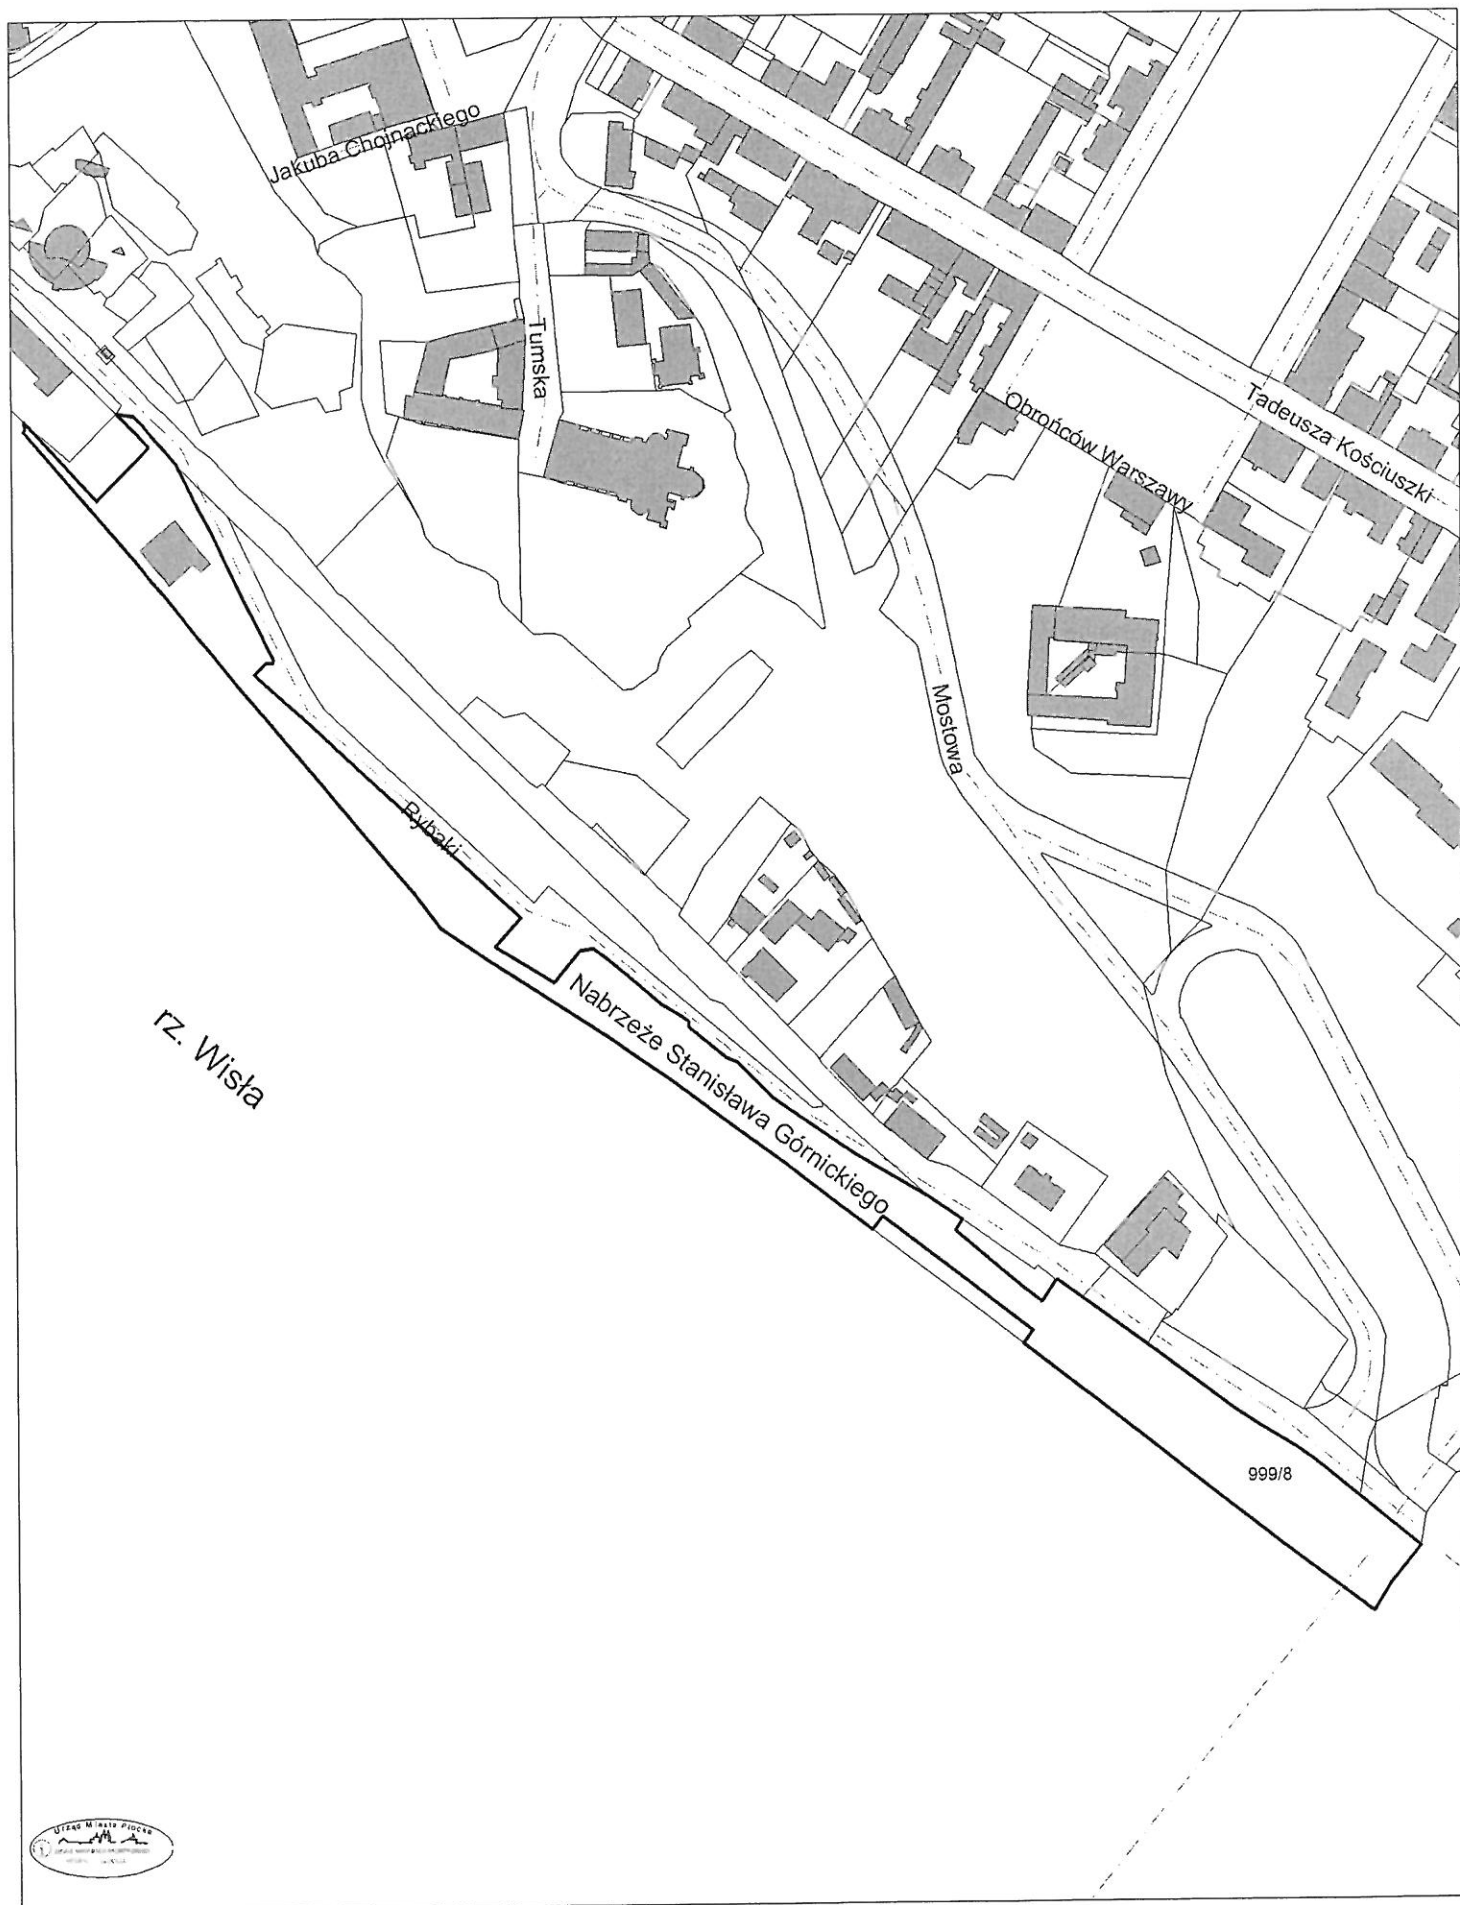 Jakuba Chojnackiego
Tumska
Tadeusza Kościuszki
Obrońców Warszawy
Mostowa
Rybaki
Nabrzeże Stanisława Górnickiego
rz. Wisła
999/8
Urząd Miasta Płocka